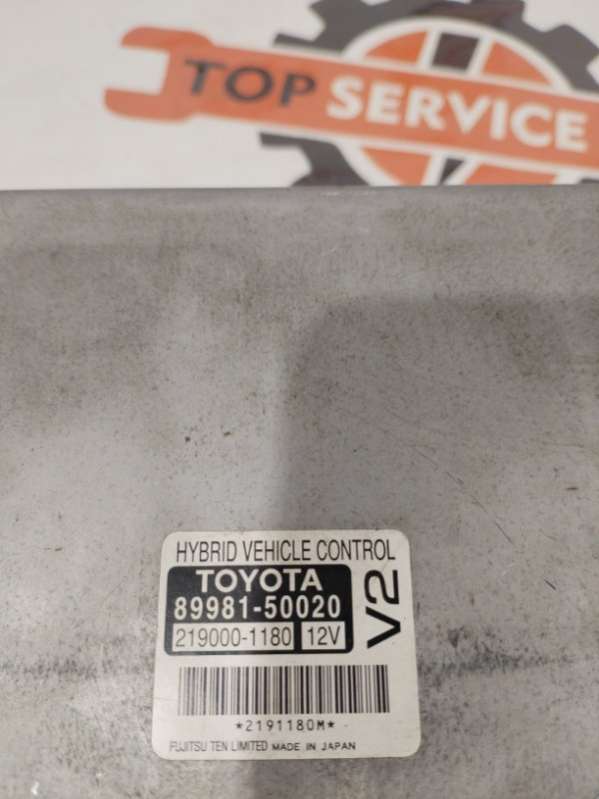 TOP SERVICE
HYBRID VEHICLE CONTROL
TOYOTA
89981-50020
219000-1180 12V
V2
*2191180M*
FUJITSU TEN LIMITED MADE IN JAPAN